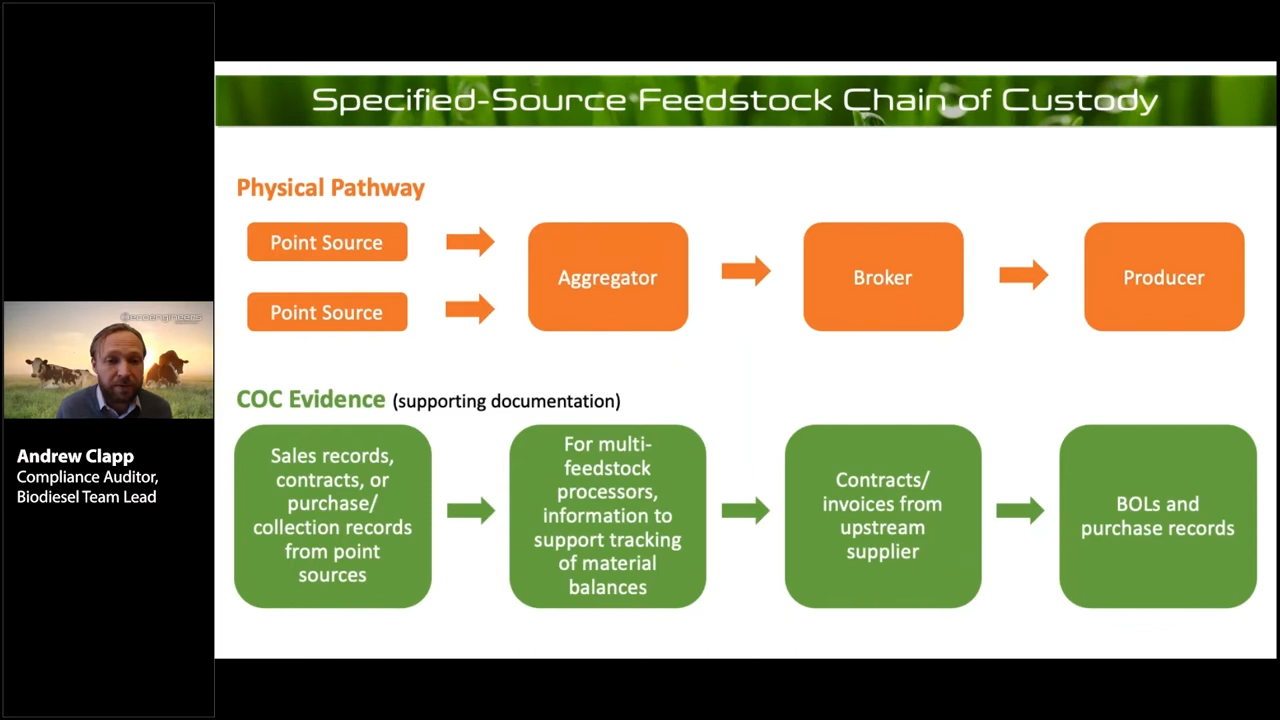 Specified-Source Feedstock Chain of Custody
Physical Pathway
Point Source
Point Source
Aggregator
Broker
Producer
COC Evidence (supporting documentation)
Sales records,
contracts, or
purchase/
collection records
from point
sources
For multi-
feedstock
processors,
information to
support tracking
of material
balances
Contracts/
invoices from
upstream
supplier
BOLs and
purchase records
ecoengineers
Andrew Clapp
Compliance Auditor,
Biodiesel Team Lead